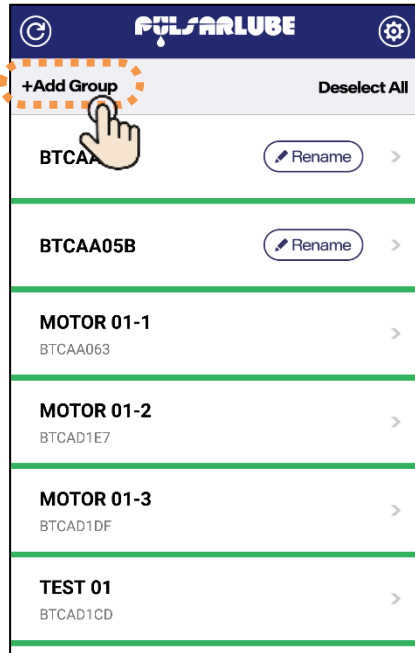 PULSARLUBE
+Add Group Deselect All
BTCAA
Rename
BTCAA05B
Rename
MOTOR 01-1
BTCAA063
MOTOR 01-2
BTCAD1E7
MOTOR 01-3
BTCAD1DF
TEST 01
BTCAD1CD